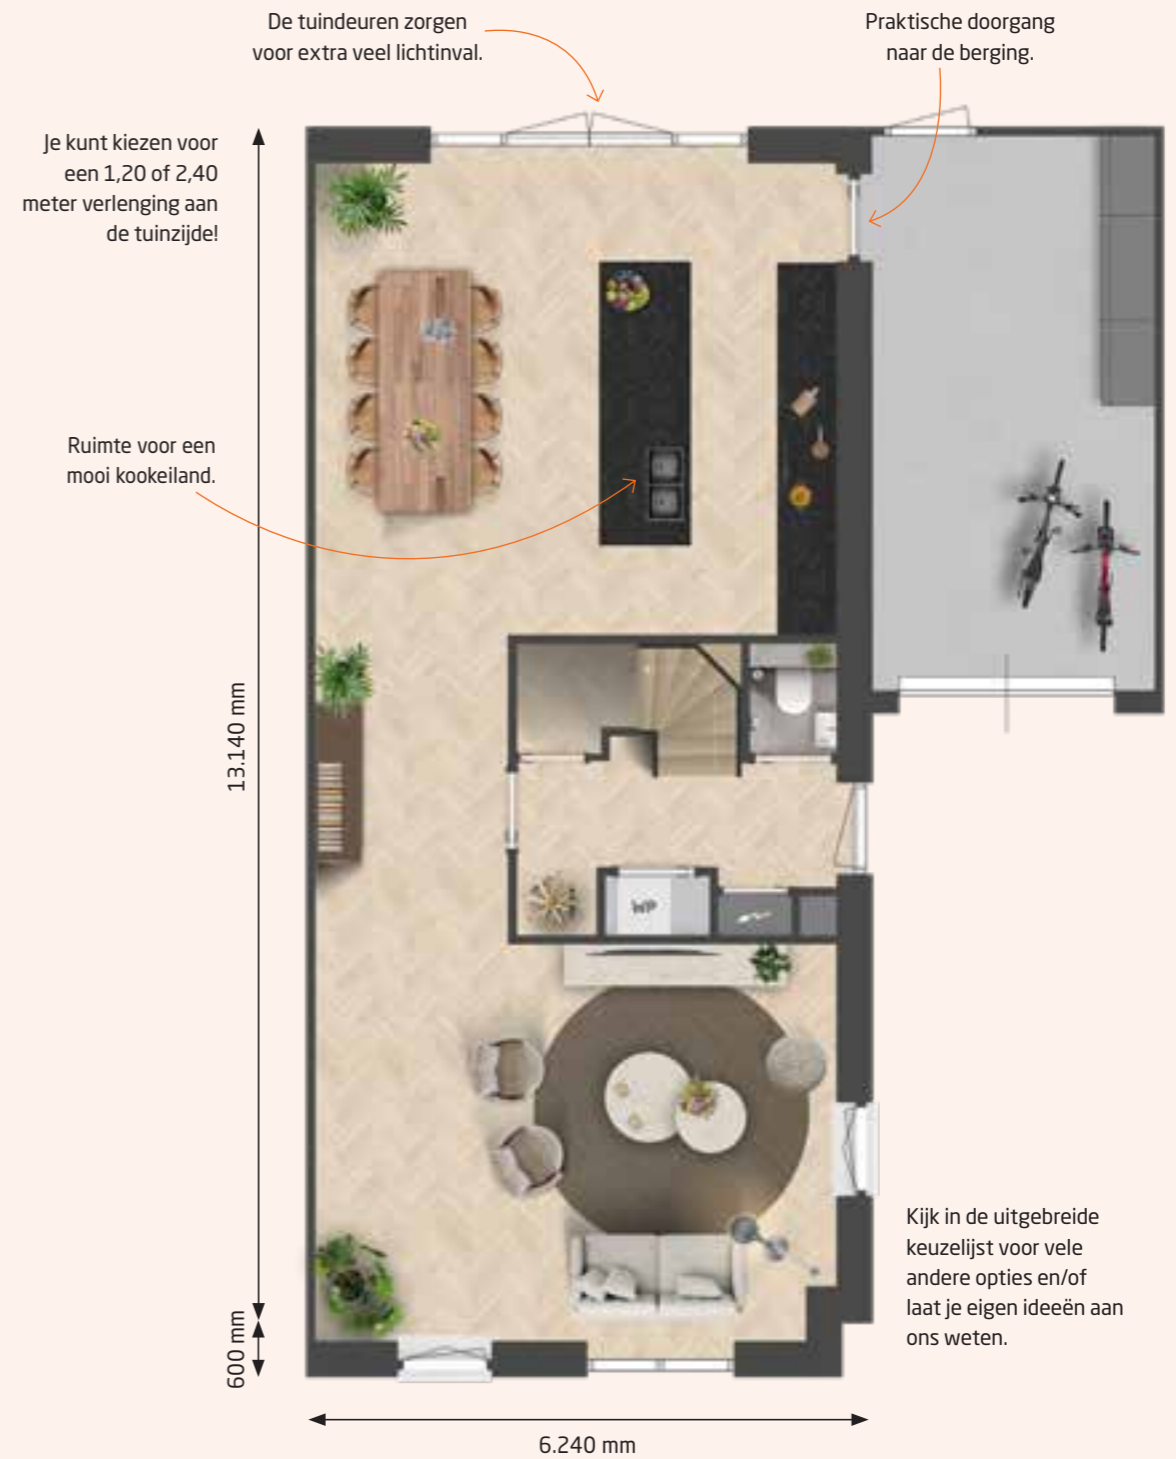 De tuindeuren zorgen
voor extra veel lichtinval.
Praktische doorgang
naar de berging.
Je kunt kiezen voor
een 1,20 of 2,40
meter verlenging aan
de tuinzijde!
Ruimte voor een
mooi kookeiland.
13.140 mm
WP
Kijk in de uitgebreide
keuzelijst voor vele
andere opties en/of
laat je eigen ideeën aan
ons weten.
600 mm
6.240 mm